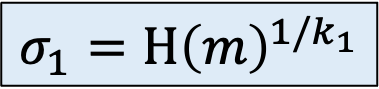 σ₁ = H(m)^{1/k₁}